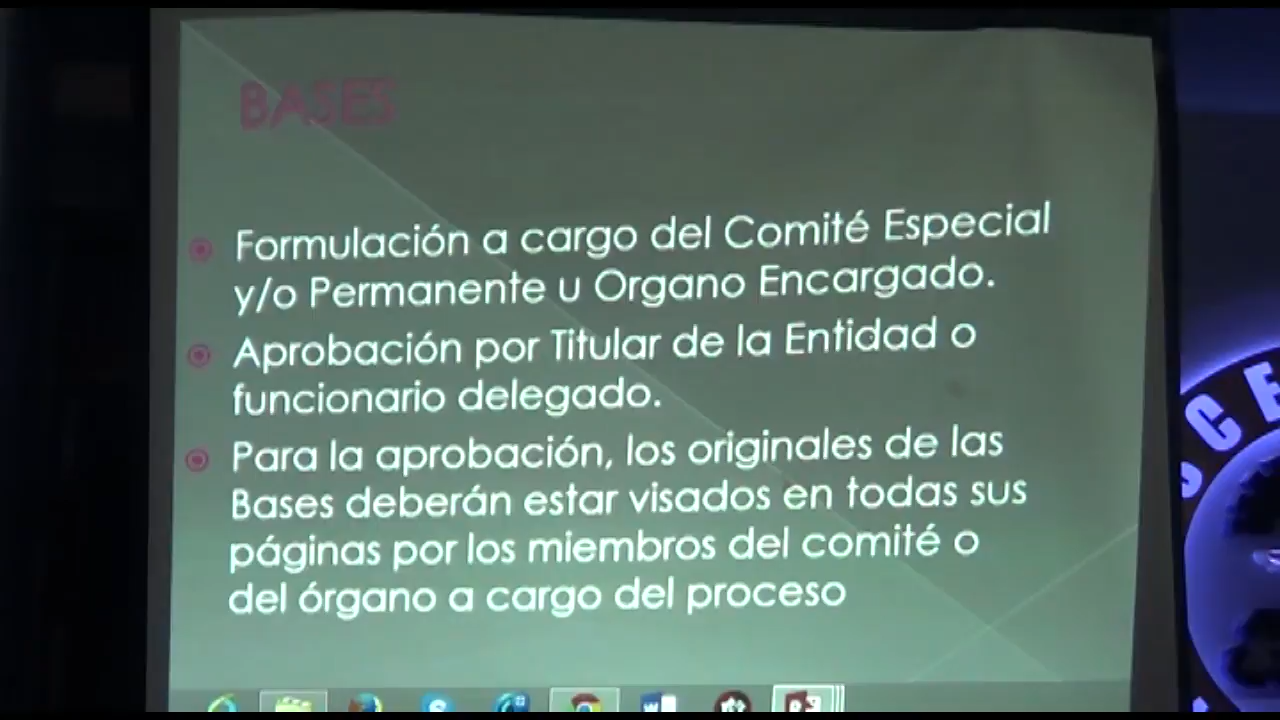 BASES
Formulación a cargo del Comité Especial
y/o Permanente u Organo Encargado.
Aprobación por Titular de la Entidad o
funcionario delegado.
Para la aprobación, los originales de las
Bases deberán estar visados en todas sus
páginas por los miembros del comité o
del órgano a cargo del proceso